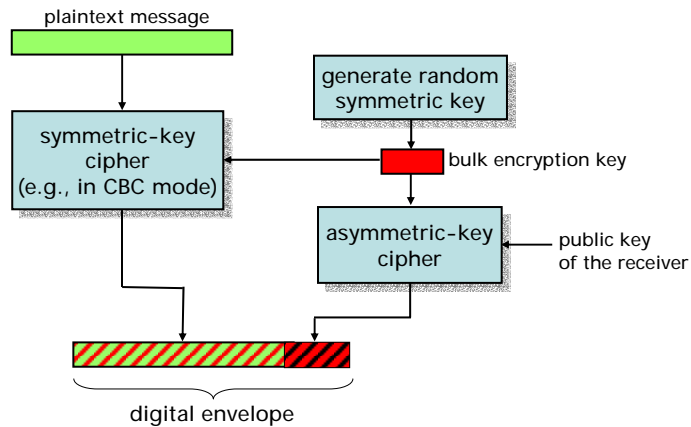 plaintext message
generate random
symmetric key
symmetric-key
cipher
(e.g., in CBC mode)
bulk encryption key
asymmetric-key
cipher
public key
of the receiver
digital envelope